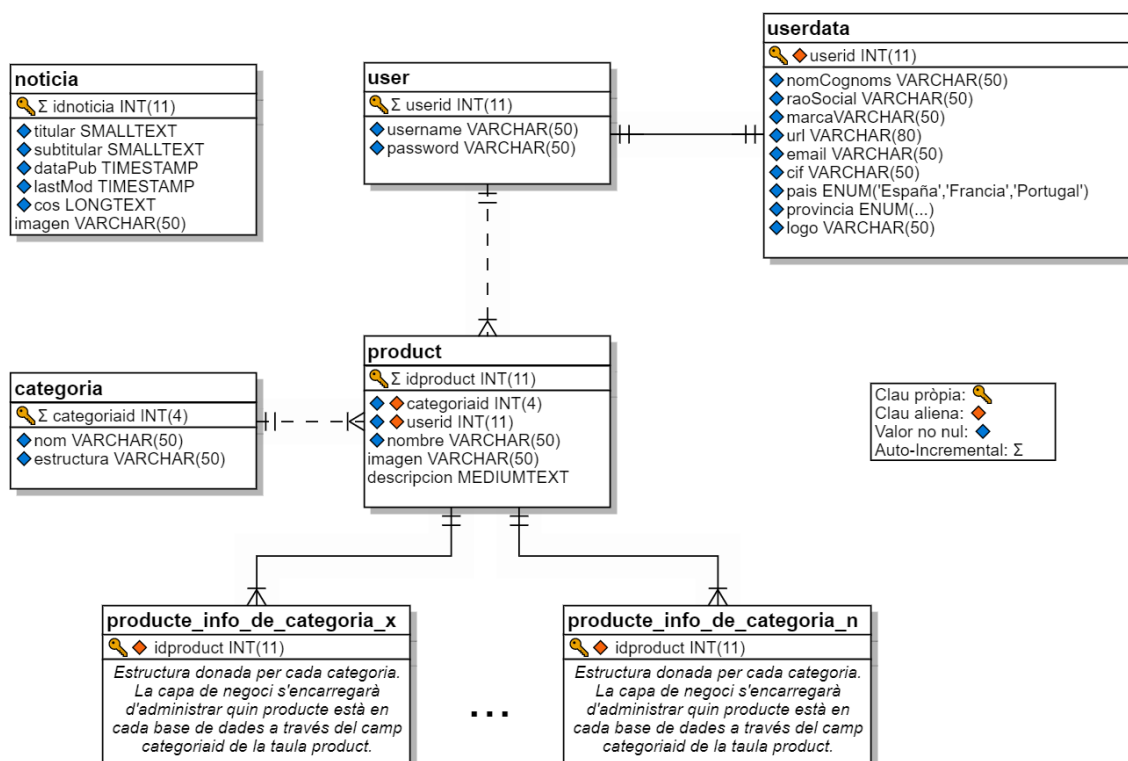 noticia
Σ idnoticia INT(11)
titular SMALLTEXT
subtitular SMALLTEXT
dataPub TIMESTAMP
lastMod TIMESTAMP
cos LONGTEXT
imagen VARCHAR(50)
user
Σ userid INT(11)
username VARCHAR(50)
password VARCHAR(50)
userdata
userid INT(11)
nomCognoms VARCHAR(50)
raoSocial VARCHAR(50)
marcaVARCHAR(50)
url VARCHAR(80)
email VARCHAR(50)
cif VARCHAR(50)
pais ENUM('España','Francia','Portugal')
provincia ENUM(...)
logo VARCHAR(50)
categoria
Σ categoriaid INT(4)
nom VARCHAR(50)
estructura VARCHAR(50)
product
Σ idproduct INT(11)
categoriaid INT(4)
userid INT(11)
nombre VARCHAR(50)
imagen VARCHAR(50)
descripcion MEDIUMTEXT
Clau pròpia:
Clau aliena:
Valor no nul:
Auto-Incremental: Σ
producte_info_de_categoria_x
idproduct INT(11)
Estructura donada per cada categoria.
La capa de negoci s'encarregarà
d'administrar quin producte està en
cada base de dades a través del camp
categoriaid de la taula product.
...
producte_info_de_categoria_n
idproduct INT(11)
Estructura donada per cada categoria.
La capa de negoci s'encarregarà
d'administrar quin producte està en
cada base de dades a través del camp
categoriaid de la taula product.